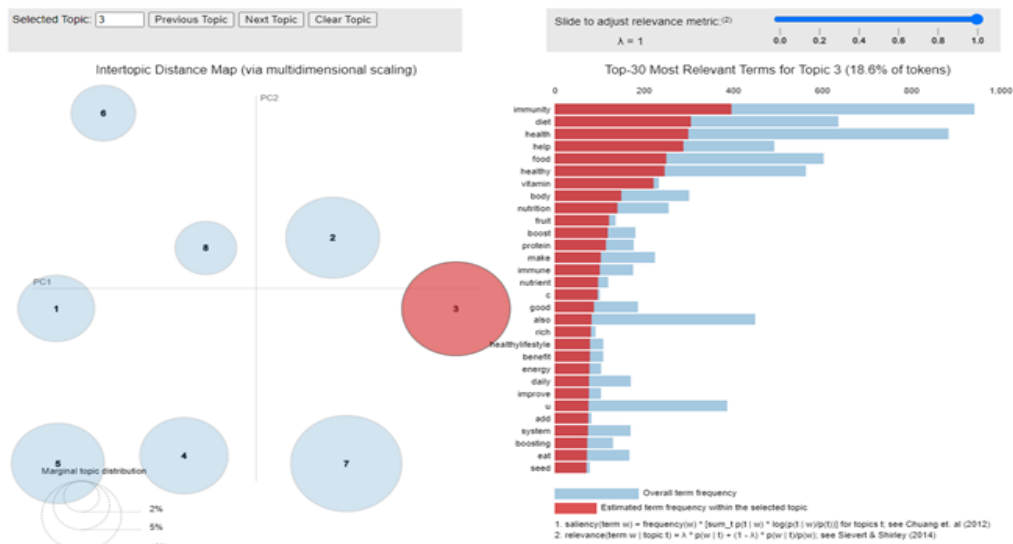 Selected Topic: 3 Previous Topic Next Topic Clear Topic
Slide to adjust relevance metric:(2)
λ = 1
0.0 0.2 0.4 0.6 0.8 1.0
Intertopic Distance Map (via multidimensional scaling)
PC2
PC1
6
2
8
1
3
5
4
7
Marginal topic distribution
2%
5%
Top-30 Most Relevant Terms for Topic 3 (18.6% of tokens)
0 200 400 600 800 1,000
immunity
diet
health
help
food
healthy
vitamin
body
nutrition
fruit
boost
protein
make
immune
nutrient
c
good
also
rich
healthylifestyle
benefit
energy
daily
improve
u
add
system
boosting
eat
seed
Overall term frequency
Estimated term frequency within the selected topic
1. saliency(term w) = frequency(w) * [sum_t p(t | w) * log(p(t | w)/p(t))] for topics t; see Chuang et. al (2012)
2. relevance(term w | topic t) = λ * p(w | t) + (1 - λ) * p(w | t)/p(w); see Sievert & Shirley (2014)